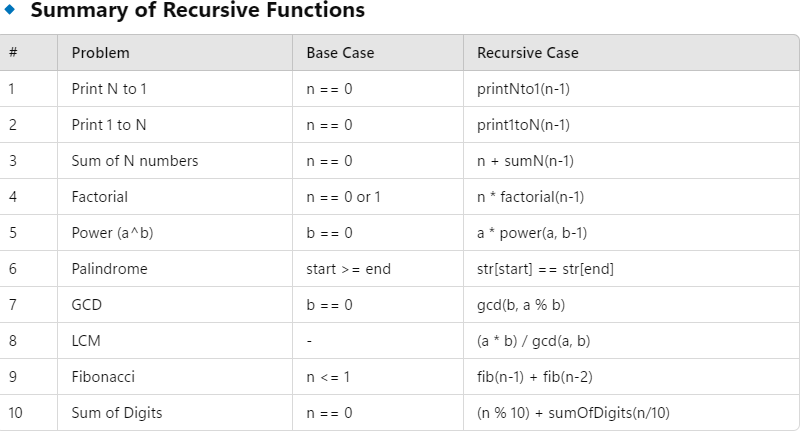 Summary of Recursive Functions
# Problem Base Case Recursive Case
1 Print N to 1 n == 0 printNto1(n-1)
2 Print 1 to N n == 0 print1toN(n-1)
3 Sum of N numbers n == 0 n + sumN(n-1)
4 Factorial n == 0 or 1 n * factorial(n-1)
5 Power (a^b) b == 0 a * power(a, b-1)
6 Palindrome start >= end str[start] == str[end]
7 GCD b == 0 gcd(b, a % b)
8 LCM - (a * b) / gcd(a, b)
9 Fibonacci n <= 1 fib(n-1) + fib(n-2)
10 Sum of Digits n == 0 (n % 10) + sumOfDigits(n/10)